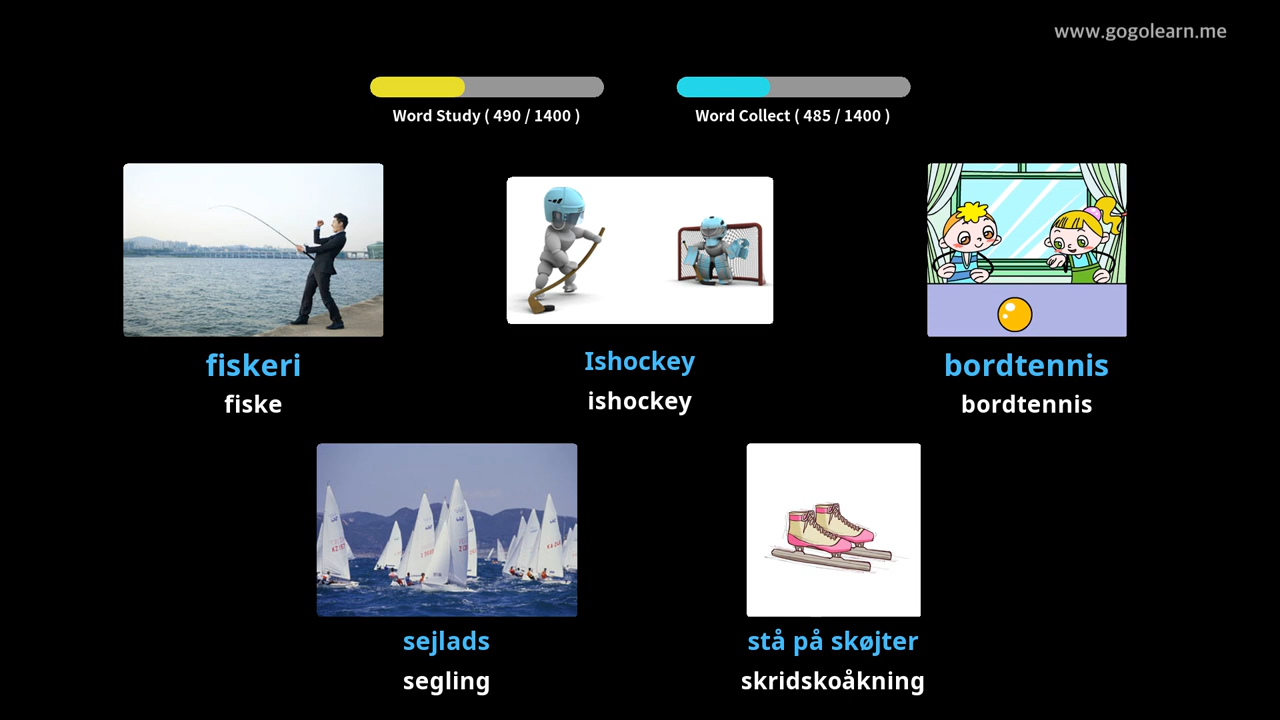 www.gogolearn.me
Word Study ( 490 / 1400 )
Word Collect ( 485 / 1400 )
fiskeri
fiske
Ishockey
ishockey
bordtennis
bordtennis
sejlads
segling
stå på skøjter
skridskoåkning